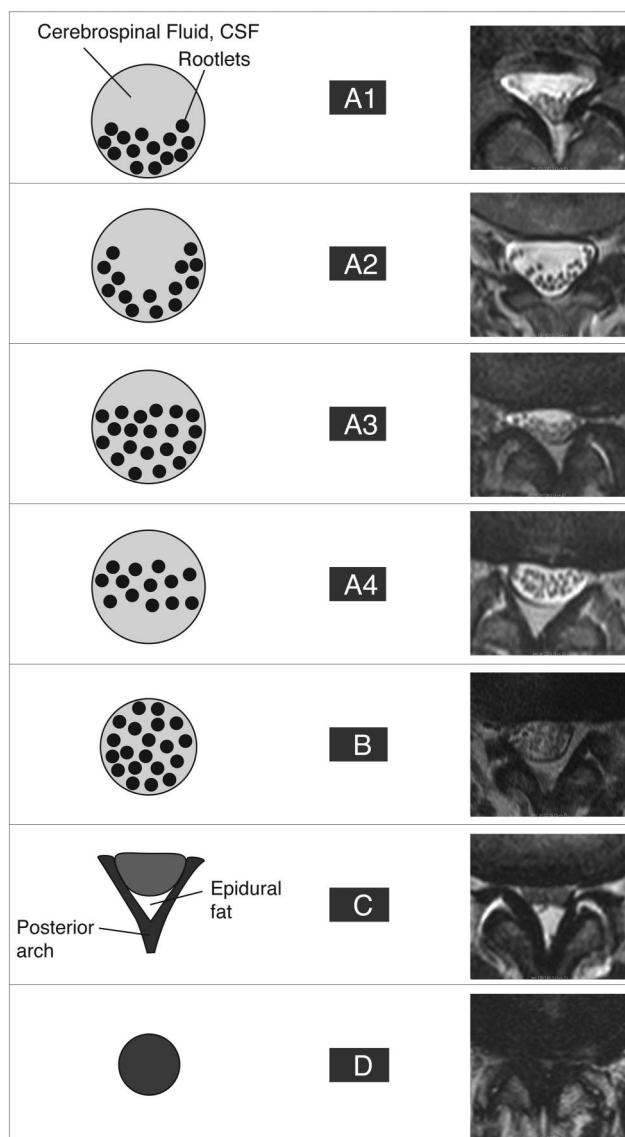 Cerebrospinal Fluid, CSF
Rootlets
A1
A2
A3
A4
B
Epidural
fat
C
Posterior
arch
D